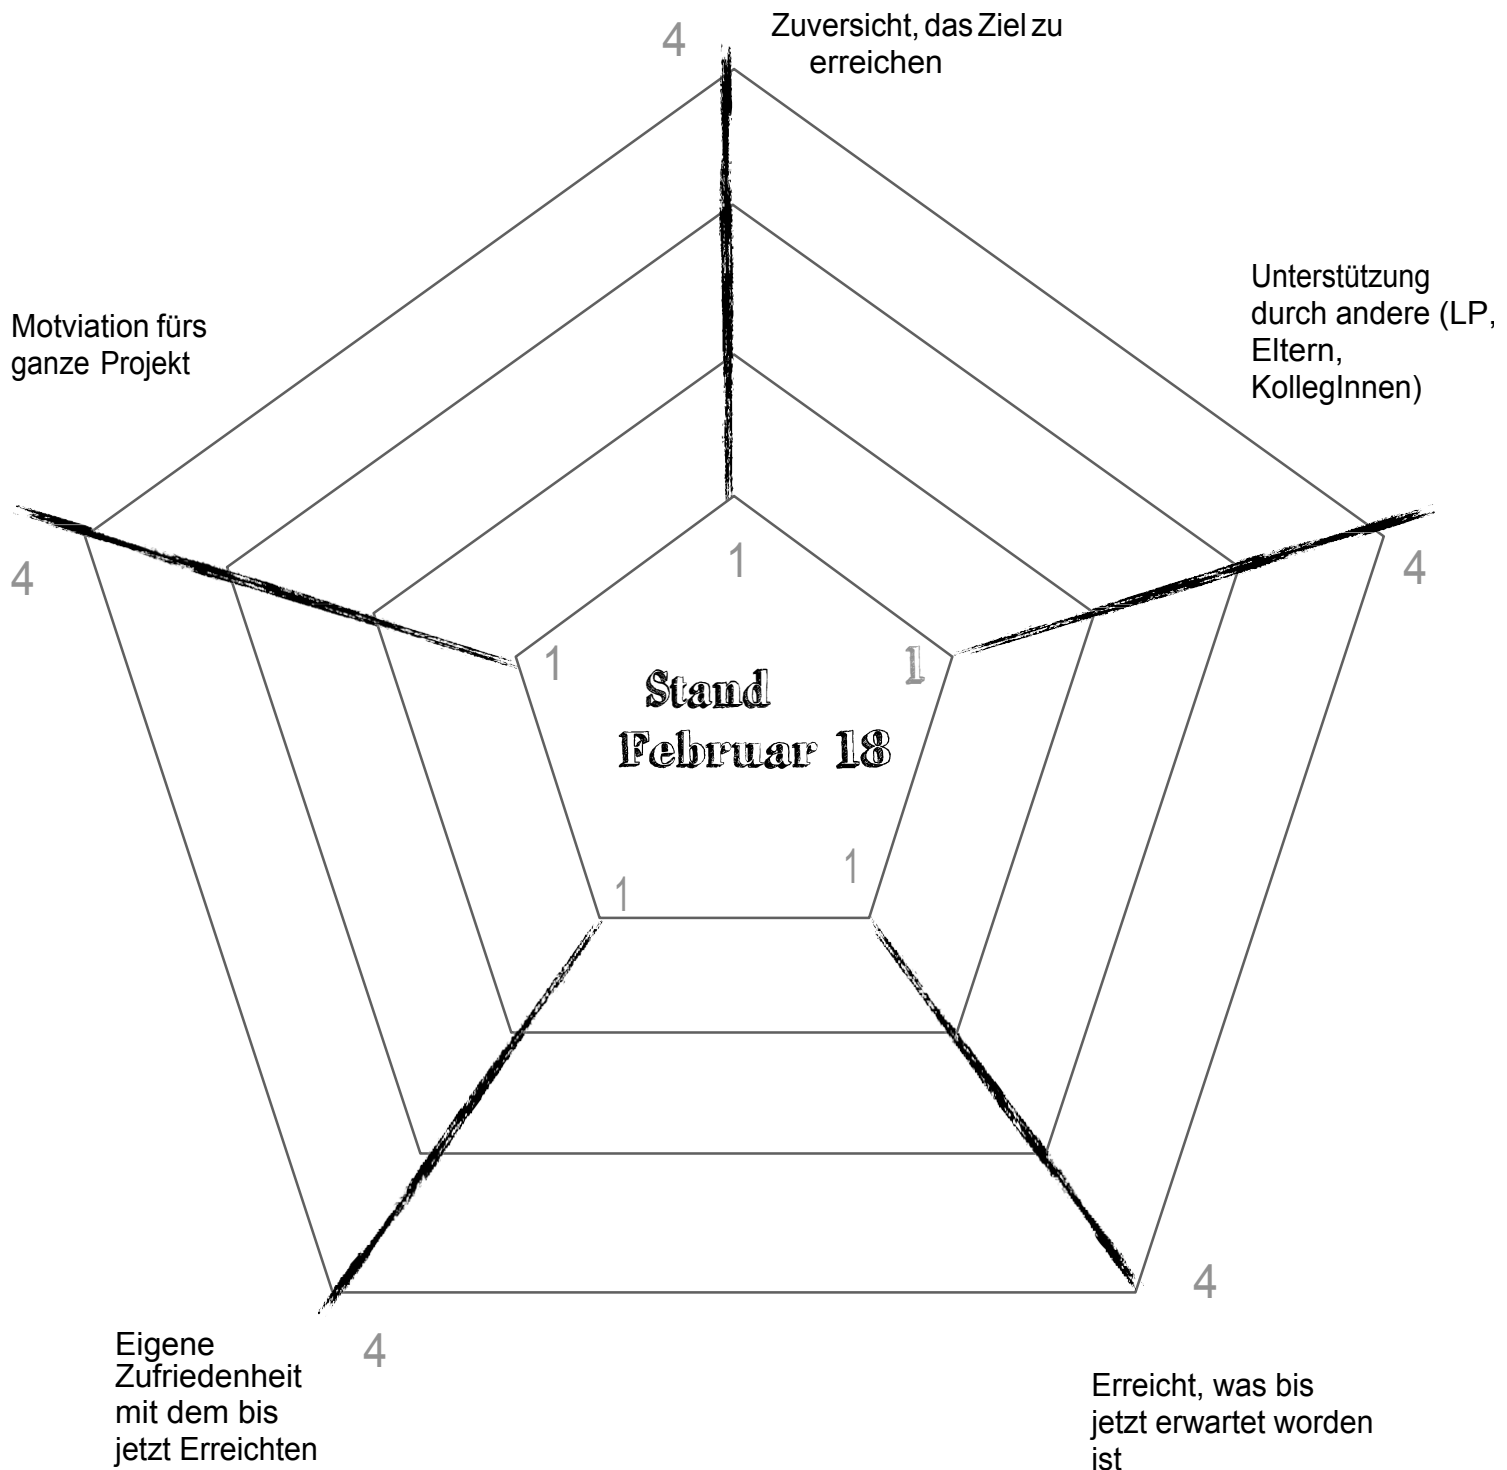 4
Zuversicht, das Ziel zu
erreichen
Unterstützung
durch andere (LP,
Eltern,
KollegInnen)
Motviation fürs
ganze Projekt
4
4
1
1
1
Stand
Februar 18
1
1
4
4
Eigene
Zufriedenheit
mit dem bis
jetzt Erreichten
Erreicht, was bis
jetzt erwartet worden
ist